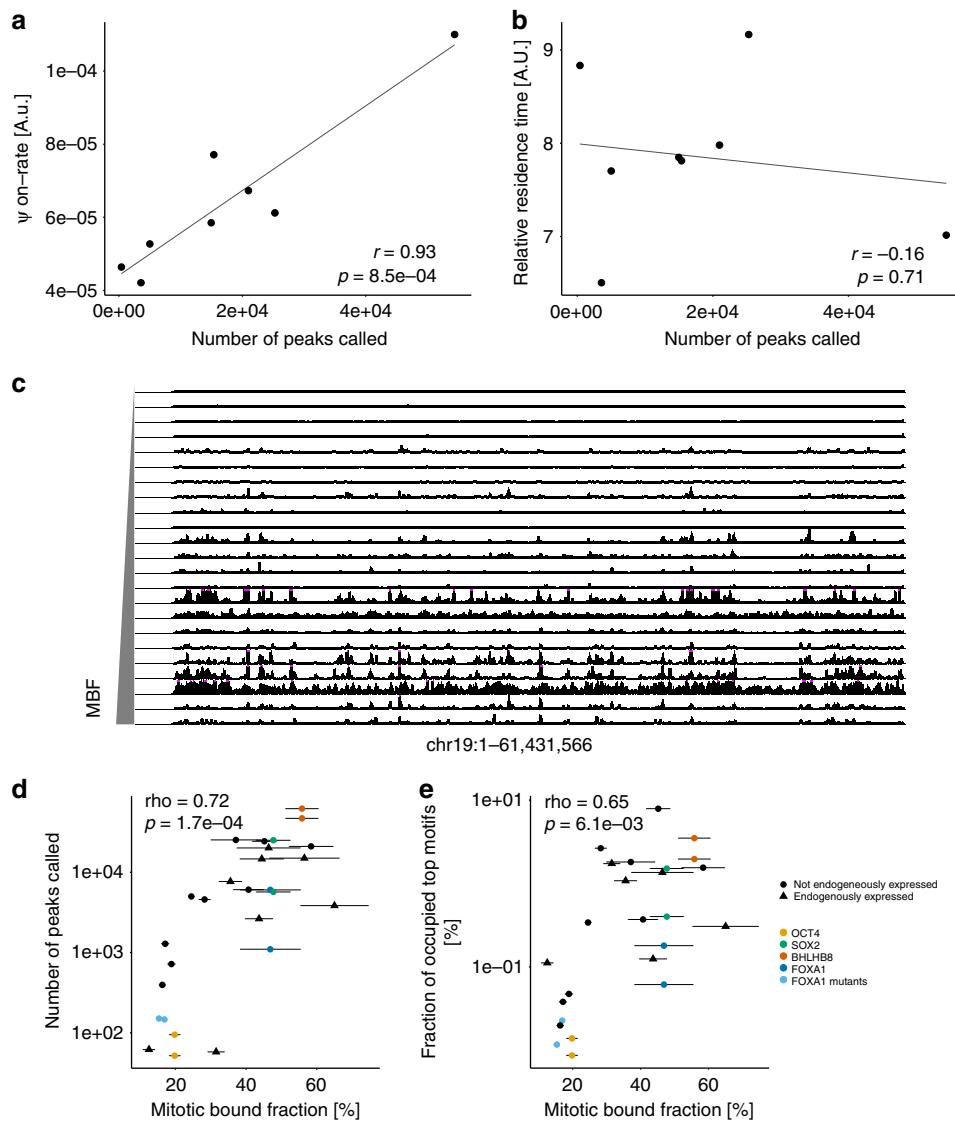 a
ψ on–rate [A.u.]
1e–04
8e–05
6e–05
4e–05
r = 0.93
p = 8.5e–04
0e+00
2e+04
4e+04
Number of peaks called
b
Relative residence time [A.U.]
9
8
7
r = –0.16
p = 0.71
0e+00
2e+04
4e+04
Number of peaks called
c
MBF
chr19:1–61,431,566
d
rho = 0.72
p = 1.7e–04
Number of peaks called
1e+04
1e+03
1e+02
20
40
60
Mitotic bound fraction [%]
e
rho = 0.65
p = 6.1e–03
Fraction of occupied top motifs
[%]
1e+01
1e–01
20
40
60
Mitotic bound fraction [%]
Not endogeneously expressed
Endogenously expressed
OCT4
SOX2
BHLHB8
FOXA1
FOXA1 mutants